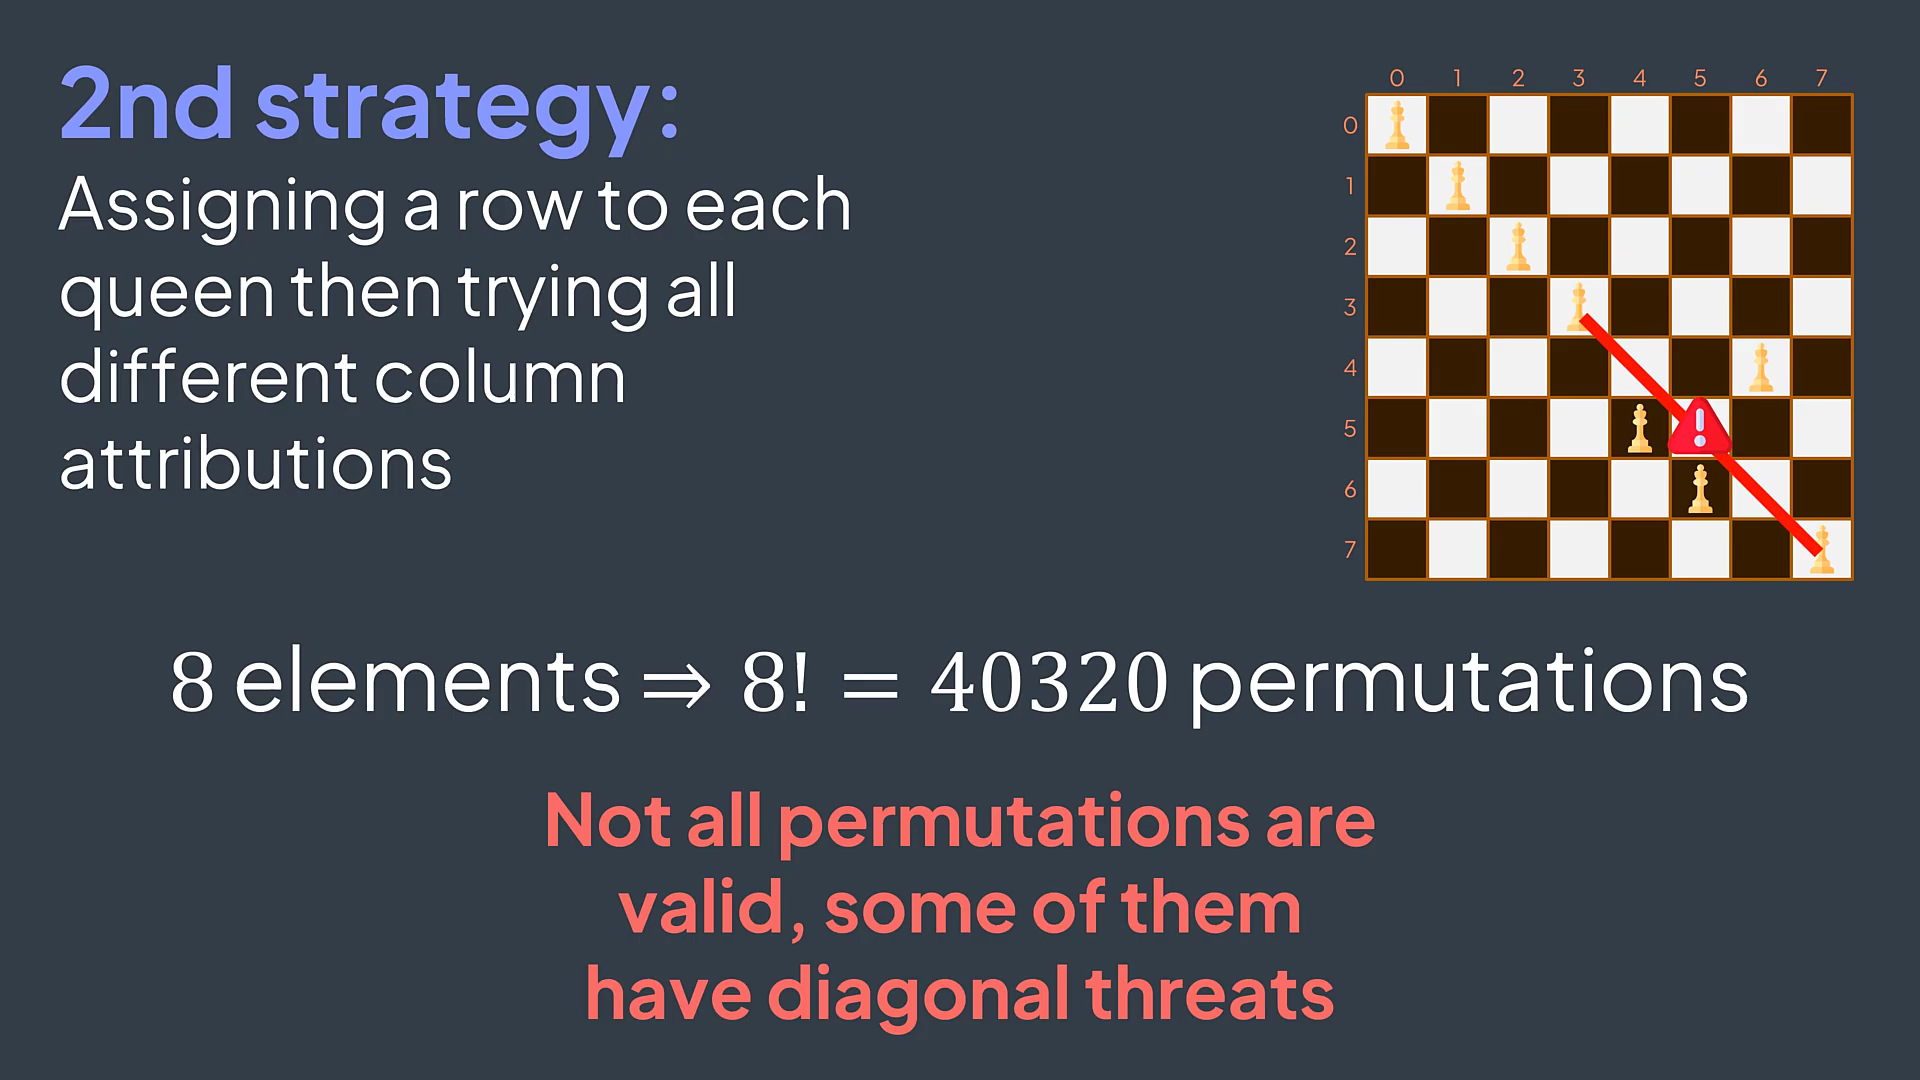 2nd strategy:
Assigning a row to each
queen then trying all
different column
attributions
0 1 2 3 4 5 6 7
0
1
2
3
4
5
6
7
8 elements ⇒ 8! = 40320 permutations
Not all permutations are
valid, some of them
have diagonal threats